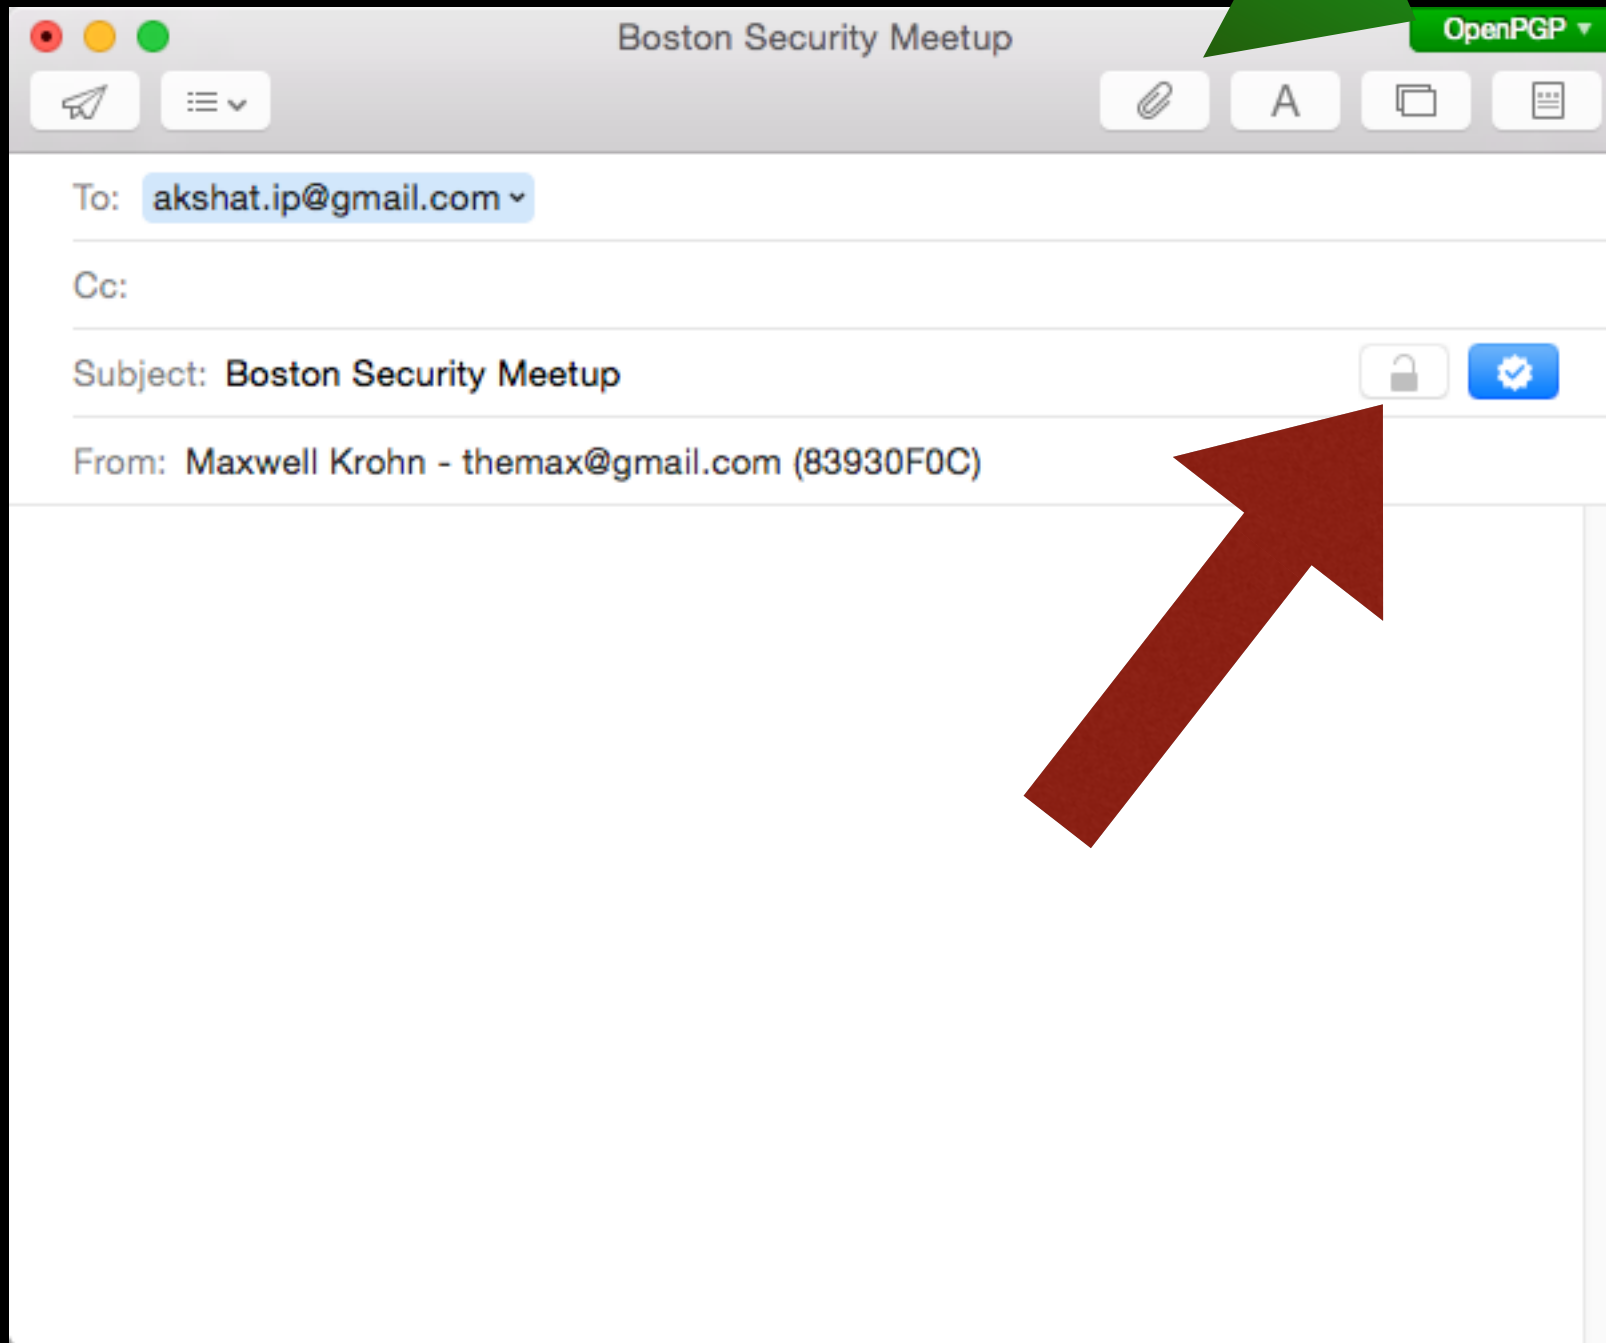 Boston Security Meetup
OpenPGP
A
To: akshat.ip@gmail.com
Cc:
Subject: Boston Security Meetup
From: Maxwell Krohn - themax@gmail.com (83930F0C)